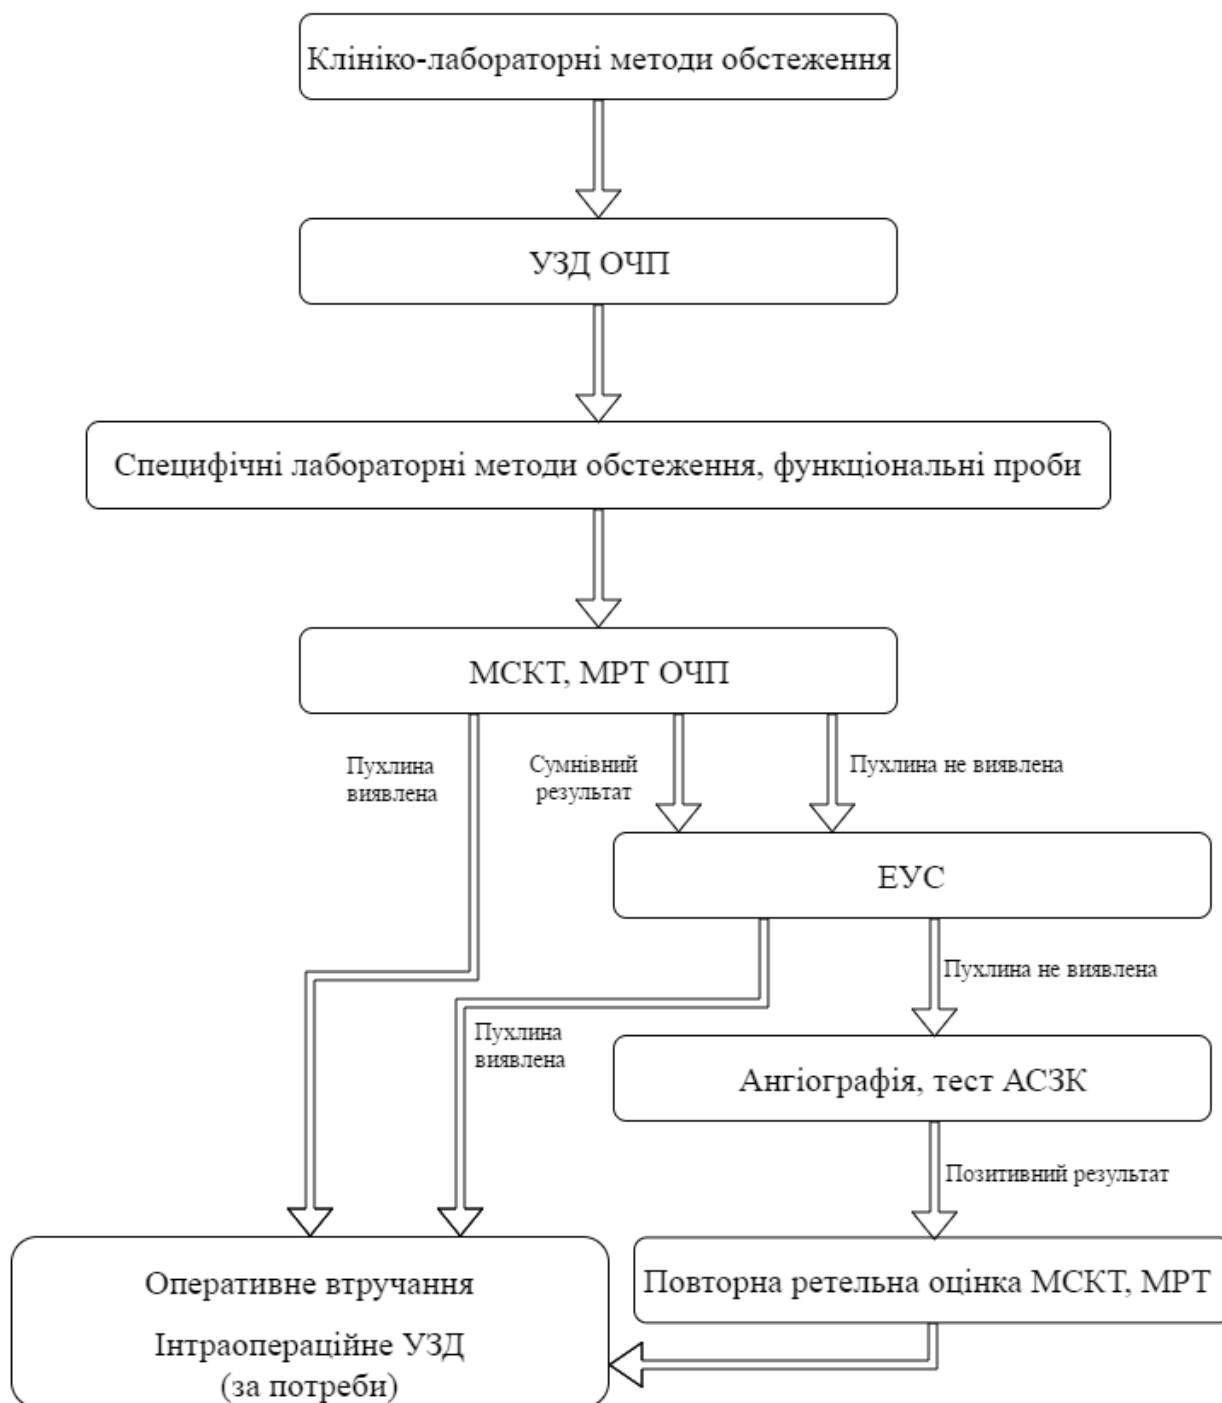 Клініко-лабораторні методи обстеження
УЗД ОЧП
Специфічні лабораторні методи обстеження, функціональні проби
МСКТ, МРТ ОЧП
Пухлина
виявлена
Сумнівний
результат
Пухлина не виявлена
ЕУС
Пухлина не виявлена
Пухлина
виявлена
Ангіографія, тест АСЗК
Позитивний результат
Повторна ретельна оцінка МСКТ, МРТ
Оперативне втручання
Інтраопераційне УЗД
(за потреби)